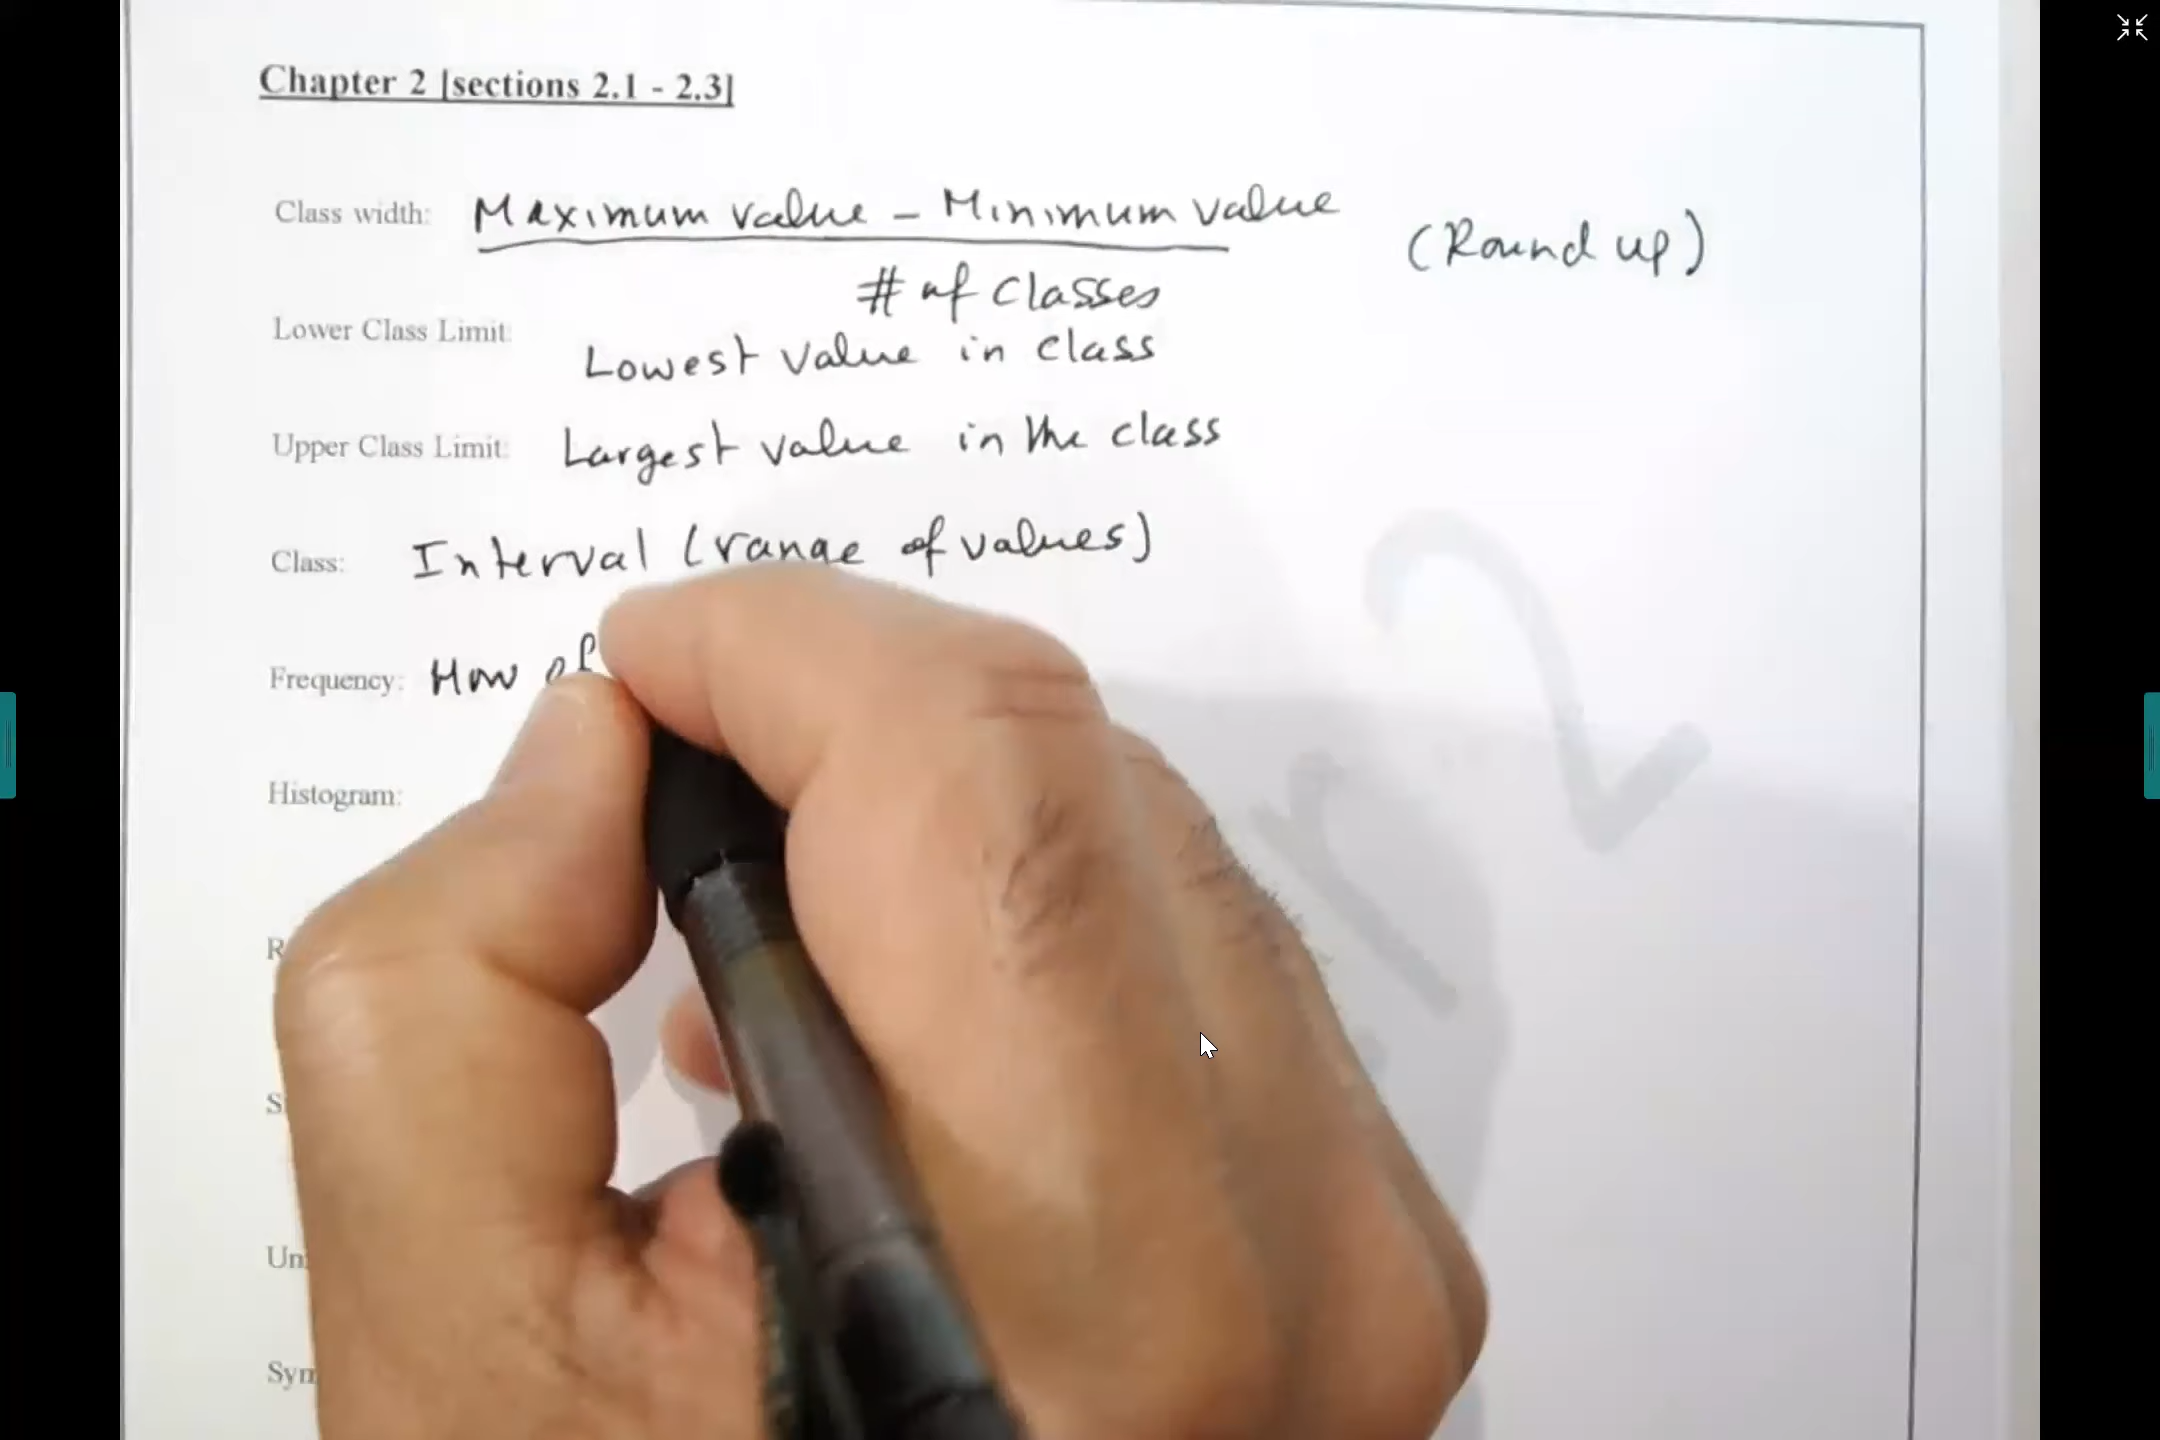 Chapter 2 [sections 2.1 - 2.3]
Class width: Maximum value - Minimum value (Round up)
# of classes
Lower Class Limit:
Lowest value in class
Upper Class Limit: Largest value in the class
Class: Interval (range of values)
Frequency: How of
Histogram: